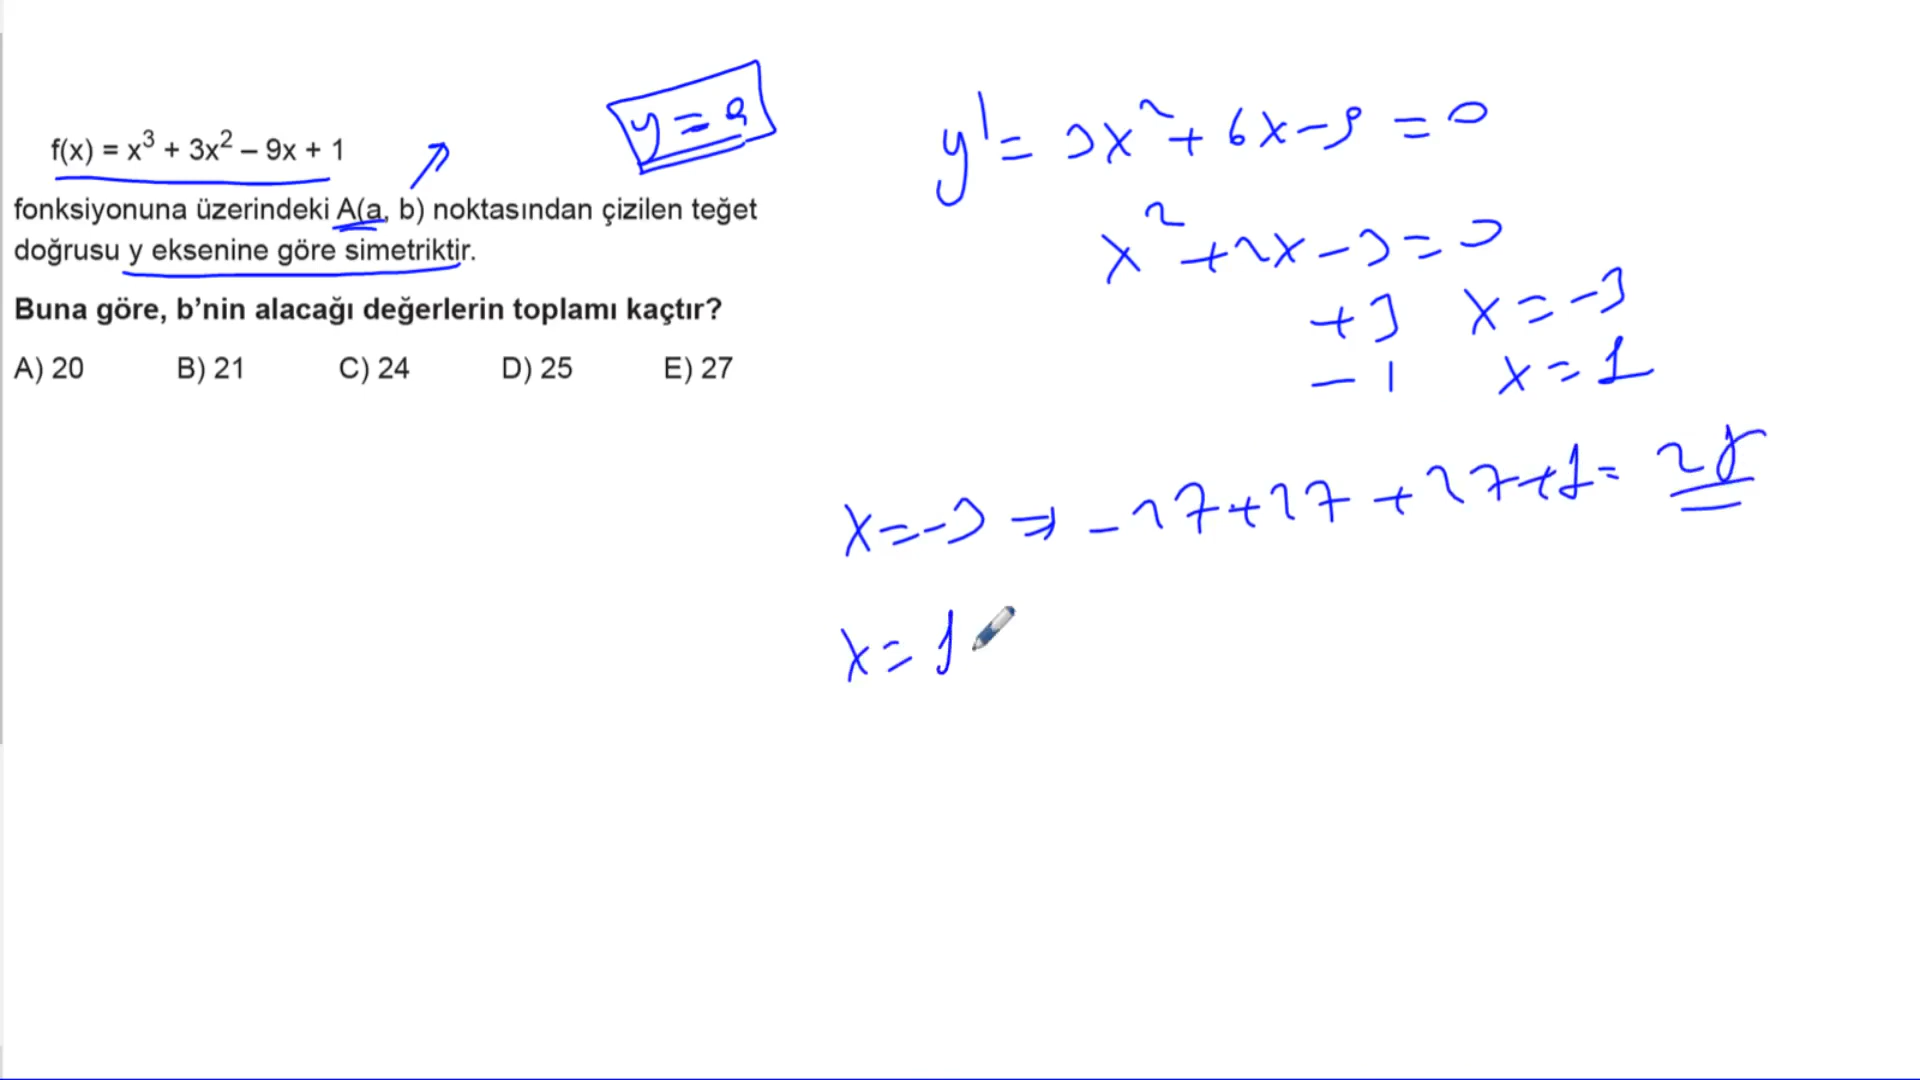 f(x) = x³ + 3x² – 9x + 1
fonksiyonuna üzerindeki A(a, b) noktasından çizilen teğet
doğrusu y eksenine göre simetriktir.
Buna göre, b’nin alacağı değerlerin toplamı kaçtır?
A) 20 B) 21 C) 24 D) 25 E) 27
y = a
y' = 3x² + 6x - 9 = 0
x² + 2x - 3 = 0
+3 x = -3
-1 x = 1
x = -3 ⇒ -27 + 27 + 27 + 1 = 28
x = 1